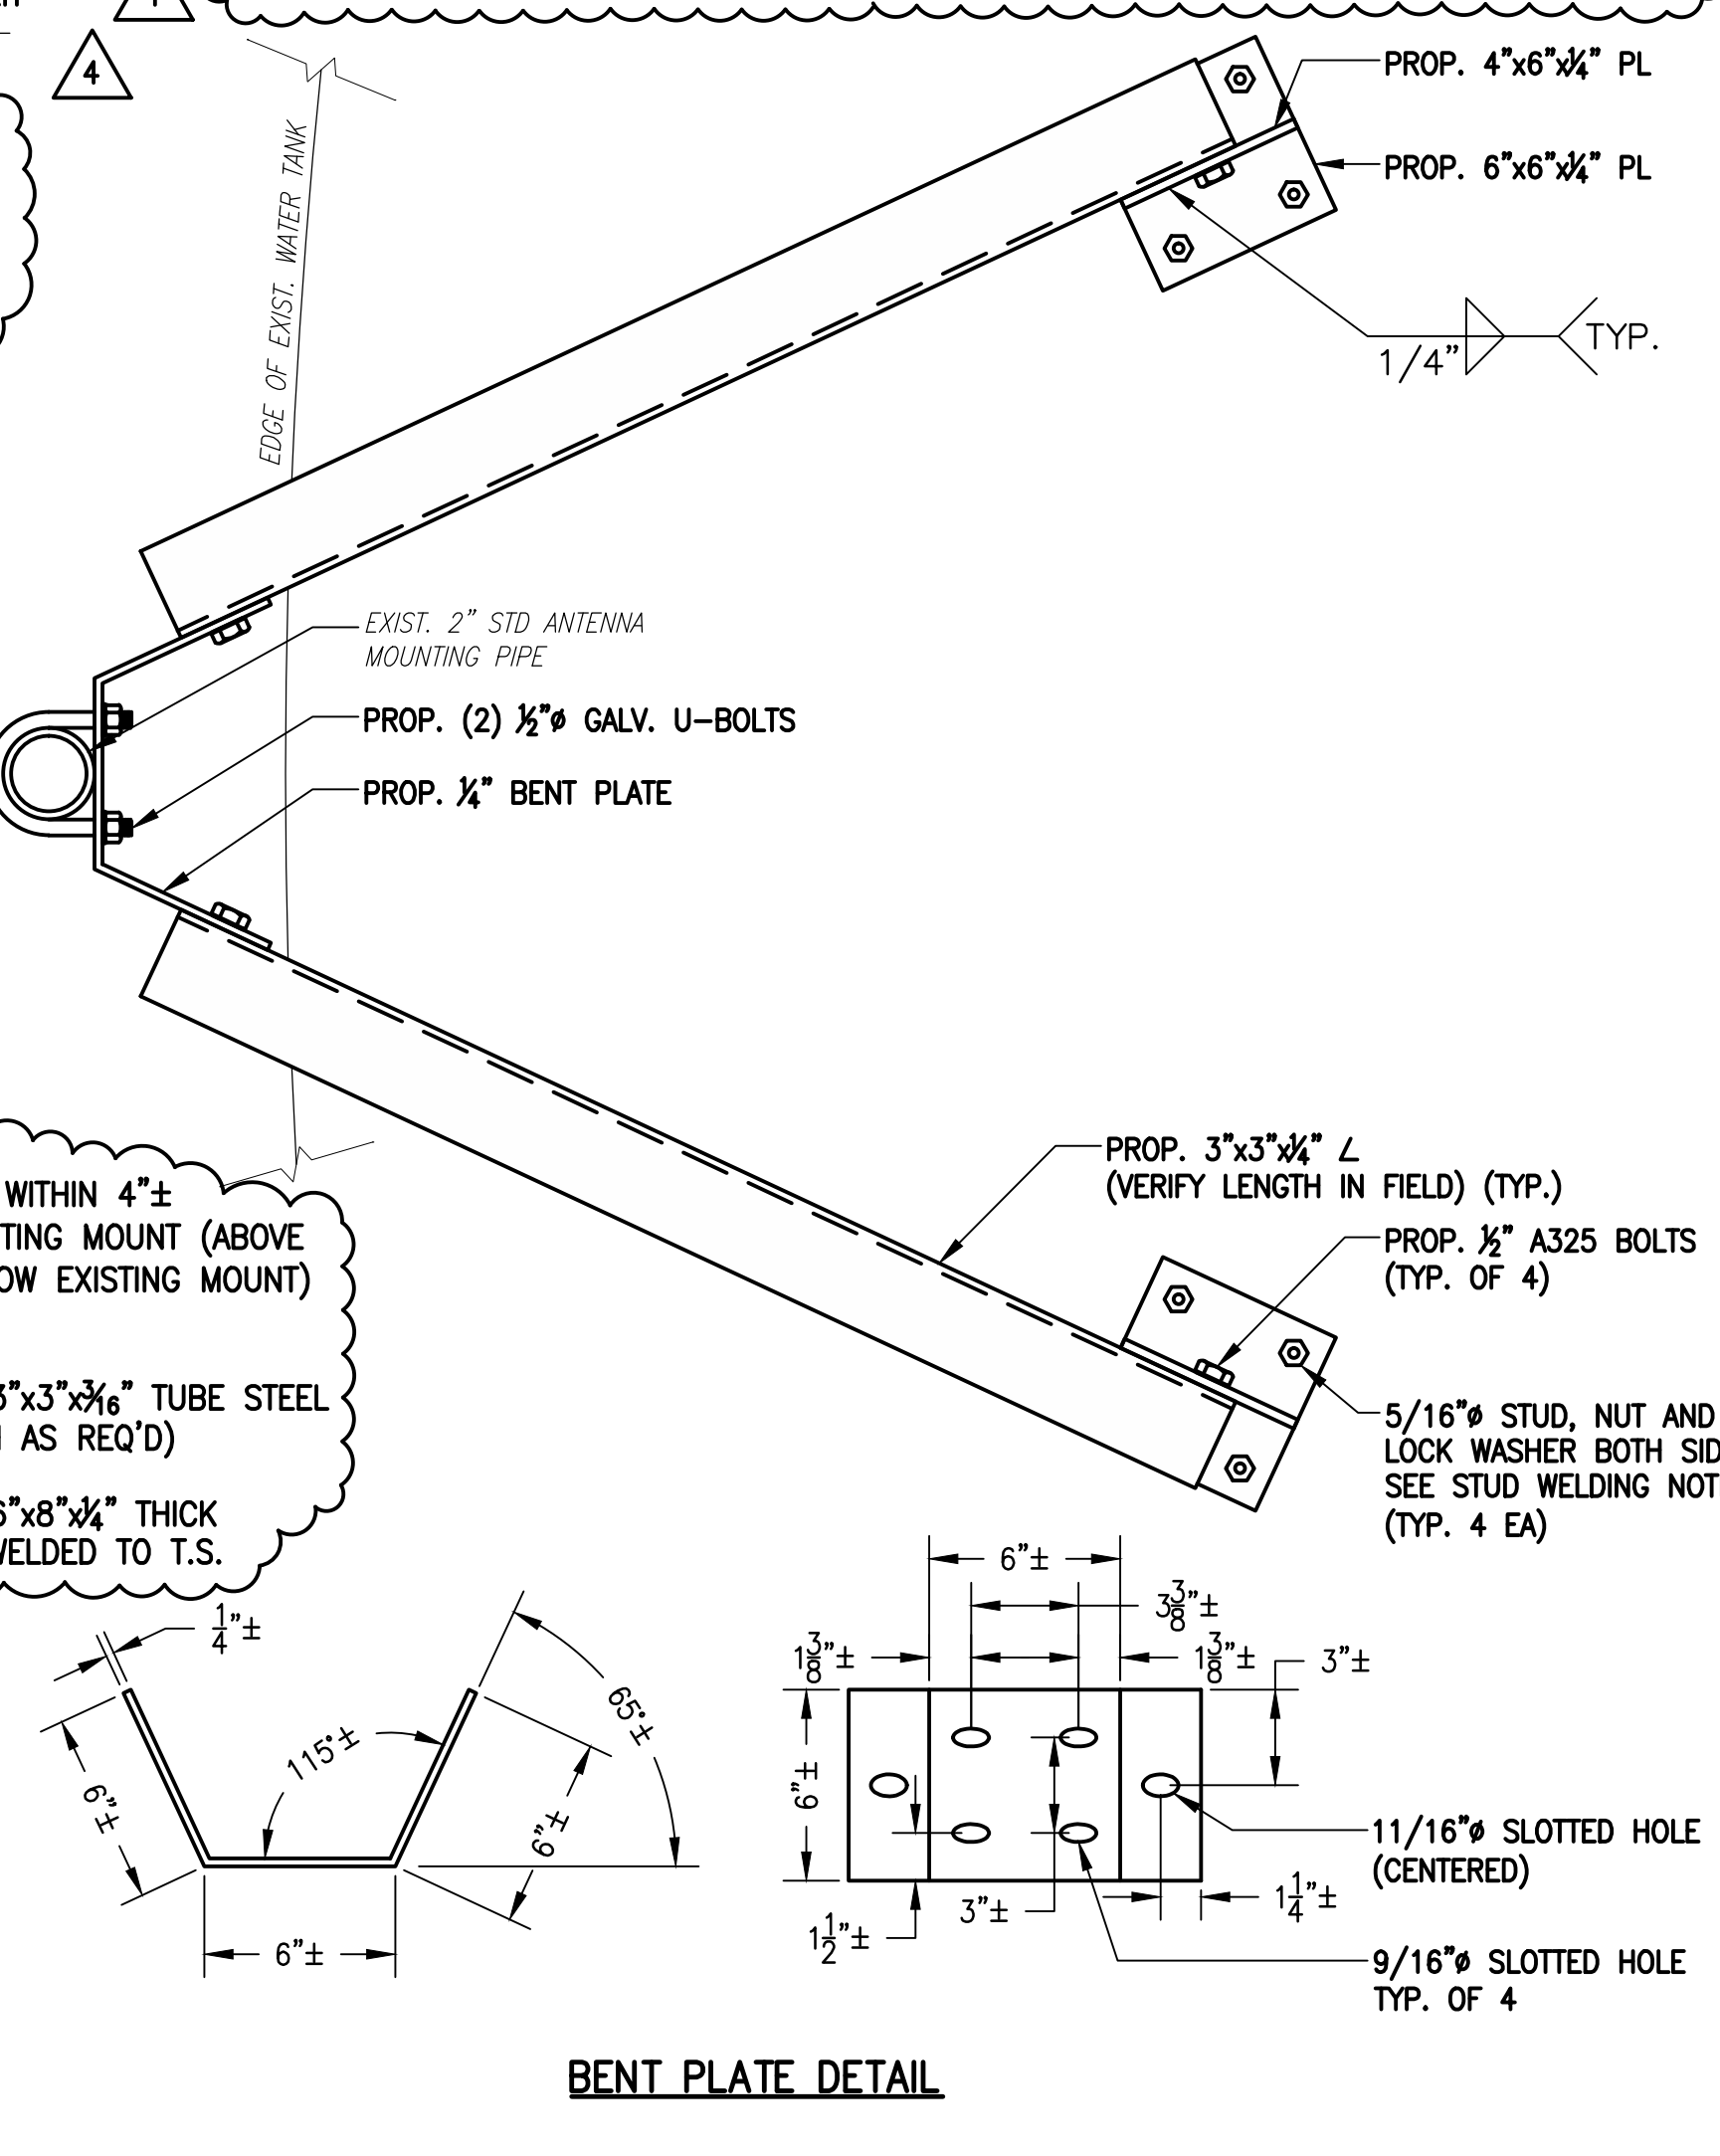 4
EDGE OF EXIST. WATER TANK
PROP. 4"x6"x¼" PL
PROP. 6"x6"x¼" PL
1/4"
TYP.
EXIST. 2" STD ANTENNA
MOUNTING PIPE
PROP. (2) ½"ø GALV. U-BOLTS
PROP. ¼" BENT PLATE
WITHIN 4"±
MOUNT (ABOVE
EXISTING MOUNT)
3"x3"x3/16" TUBE STEEL
AS REQ'D)
6"x8"x¼" THICK
WELDED TO T.S.
PROP. 3"x3"x¼" ∠
(VERIFY LENGTH IN FIELD) (TYP.)
PROP. ½" A325 BOLTS
(TYP. OF 4)
5/16"ø STUD, NUT AND
LOCK WASHER BOTH
SEE STUD WELDING
(TYP. 4 EA)
1/4"±
6"±
115°±
65°±
6"±
6"±
6"±
3 3/8"±
1 3/8"±
1 3/8"±
3"±
6"±
1 1/2"±
3"±
1 1/4"±
11/16"ø SLOTTED HOLE
(CENTERED)
9/16"ø SLOTTED HOLE
TYP. OF 4
BENT PLATE DETAIL